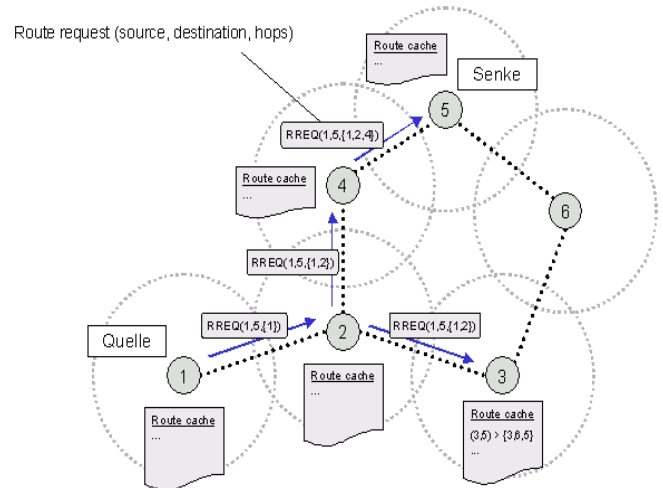 Route request (source, destination, hops)
Route cache
...
Senke
5
RREQ(1,5,{1,2,4})
Route cache
...
4
6
RREQ(1,5,{1,2})
Quelle
RREQ(1,5,{1})
2
RREQ(1,5,{1,2})
1
3
Route cache
...
Route cache
...
Route cache
(3,5) > {3,6,5}
...